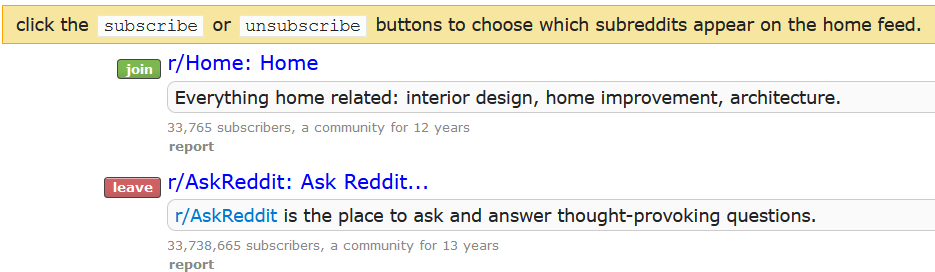 click the subscribe or unsubscribe buttons to choose which subreddits appear on the home feed.
join r/Home: Home
Everything home related: interior design, home improvement, architecture.
33,765 subscribers, a community for 12 years
report
leave r/AskReddit: Ask Reddit...
r/AskReddit is the place to ask and answer thought-provoking questions.
33,738,665 subscribers, a community for 13 years
report